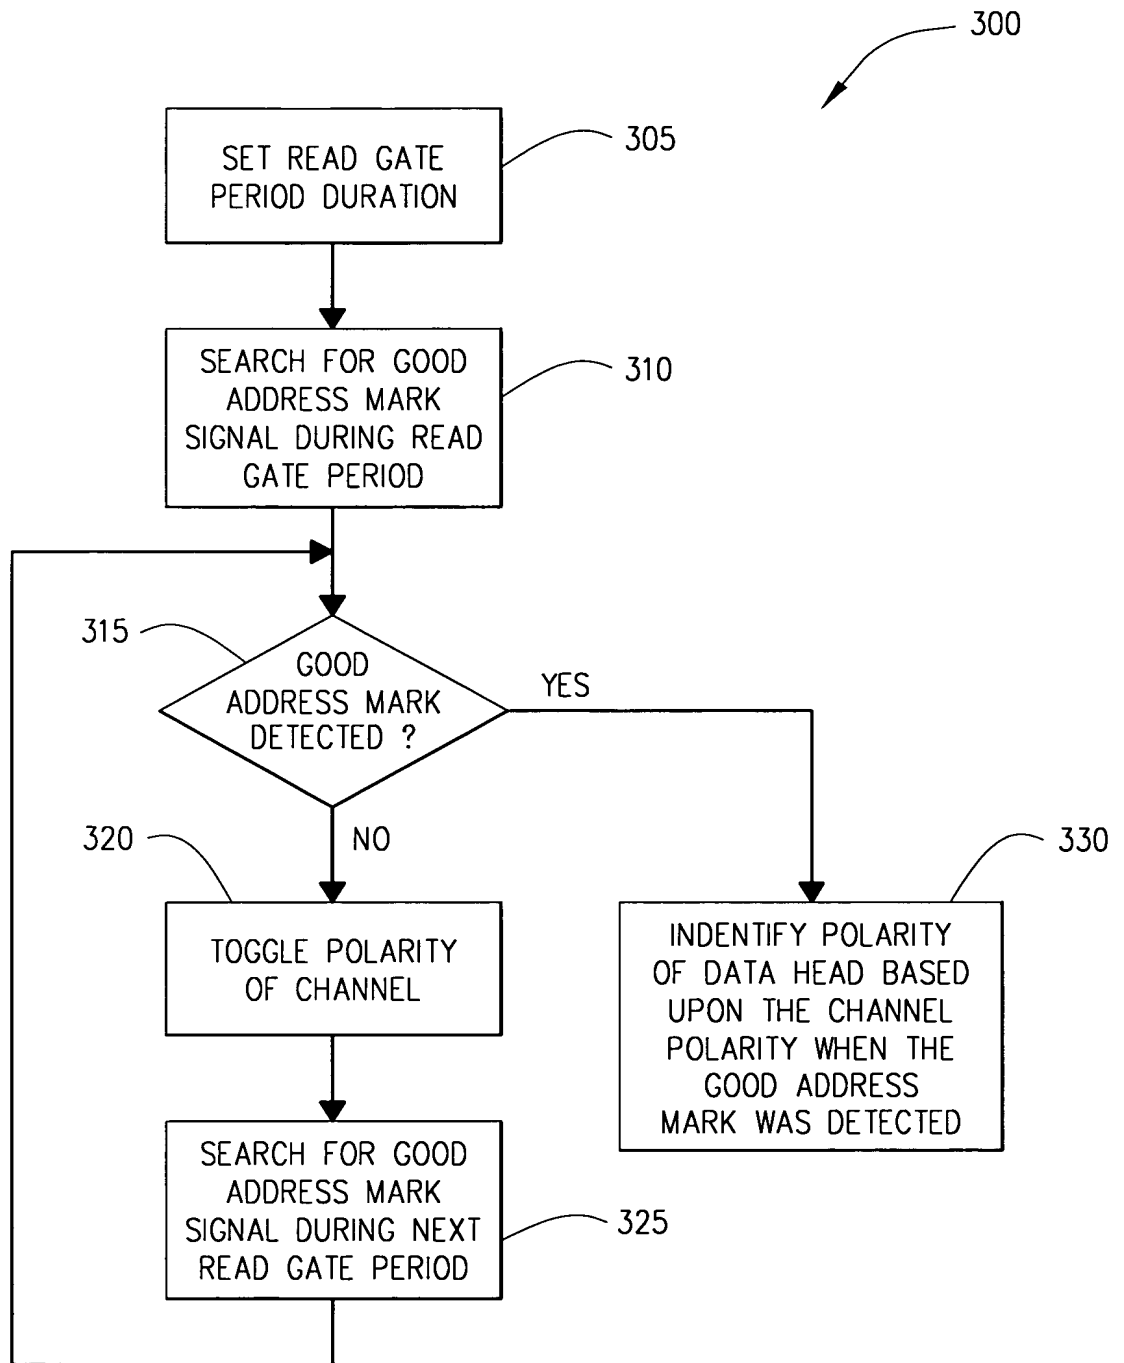 300
SET READ GATE
PERIOD DURATION
305
SEARCH FOR GOOD
ADDRESS MARK
SIGNAL DURING READ
GATE PERIOD
310
315
GOOD
ADDRESS MARK
DETECTED ?
YES
NO
320
TOGGLE POLARITY
OF CHANNEL
330
INDENTIFY POLARITY
OF DATA HEAD BASED
UPON THE CHANNEL
POLARITY WHEN THE
GOOD ADDRESS
MARK WAS DETECTED
SEARCH FOR GOOD
ADDRESS MARK
SIGNAL DURING NEXT
READ GATE PERIOD
325